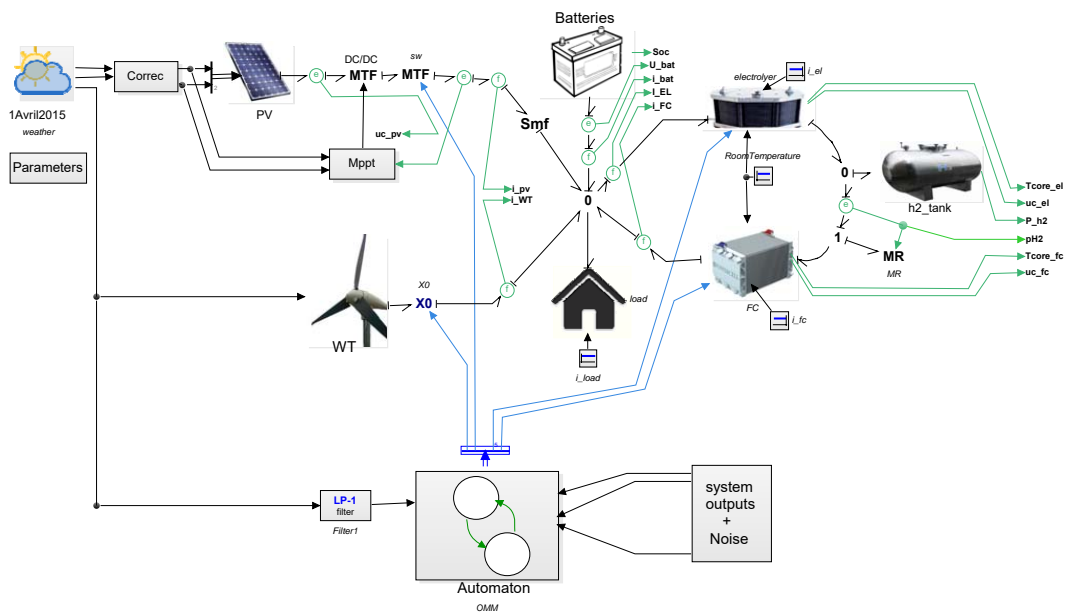 Batteries
DC/DC
sw
Soc
U_bat
i_bat
i_EL
i_FC
electrolyer
i_el
Correc
2
e
MTF
MTF
e
f
1Avril2015
weather
PV
Smf
e
uc_pv
Mppt
f
RoomTemperature
f
0
Parameters
i_pv
i_WT
0
h2_tank
Tcore_el
uc_el
P_h2
pH2
Tcore_fc
uc_fc
e
f
1
MR
MR
X0
X0
f
load
FC
i_fc
WT
i_load
LP-1
filter
Filter1
system
outputs
+
Noise
Automaton
OMM